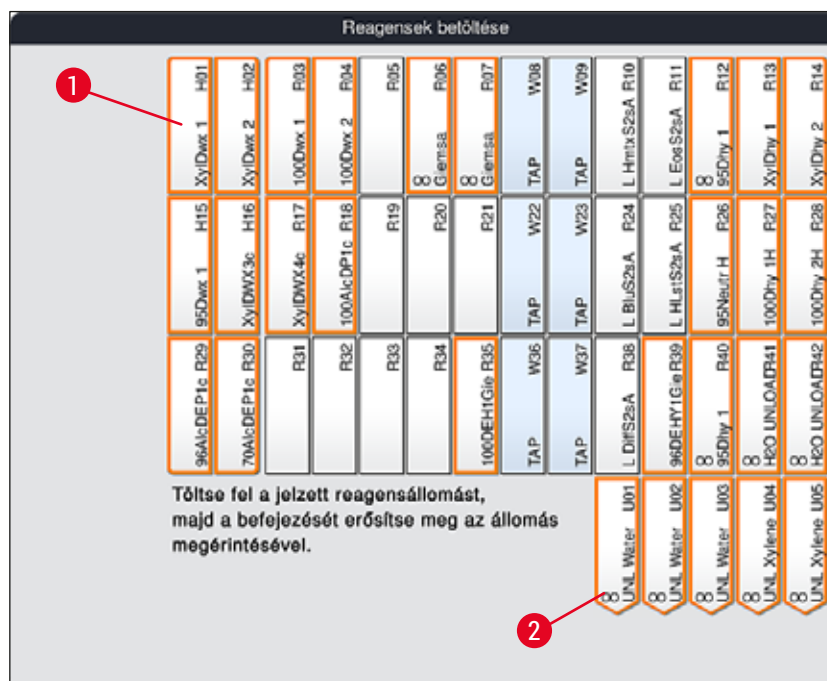 Reagensek betöltése
1
XylDwx 1 H01
XylDwx 2 H02
100Dwx 1 R03
100Dwx 2 R04
R05
∞ Giemsa R06
∞ Giemsa R07
TAP W08
TAP W09
L HmtxS2sA R10
L EosS2sA R11
∞ 95Dhy 1 R12
XylDhy 1 R13
XylDhy 2 R14
95Dwx 1 H15
XylDWX3c H16
XylDWX4c R17
100AlcDP1c R18
R19
R20
R21
TAP W22
TAP W23
L BluS2sA R24
L HLstS2sA R25
95Neutr H R26
100Dhy 1H R27
100Dhy 2H R28
96AlcDEP1c R29
70AlcDEP1c R30
R31
R32
R33
R34
100DEH1Gie R35
TAP W36
TAP W37
L DifS2sA R38
96DEHY1Gie R39
∞ 95Dhy 1 R40
∞ H2O UNLOAD R41
∞ H2O UNLOAD R42
Töltse fel a jelzett reagensállomást,
majd a befejezését erősítse meg az állomás
megérintésével.
∞ UNL Water U01
∞ UNL Water U02
∞ UNL Water U03
∞ UNL Xylene U04
∞ UNL Xylene U05
2